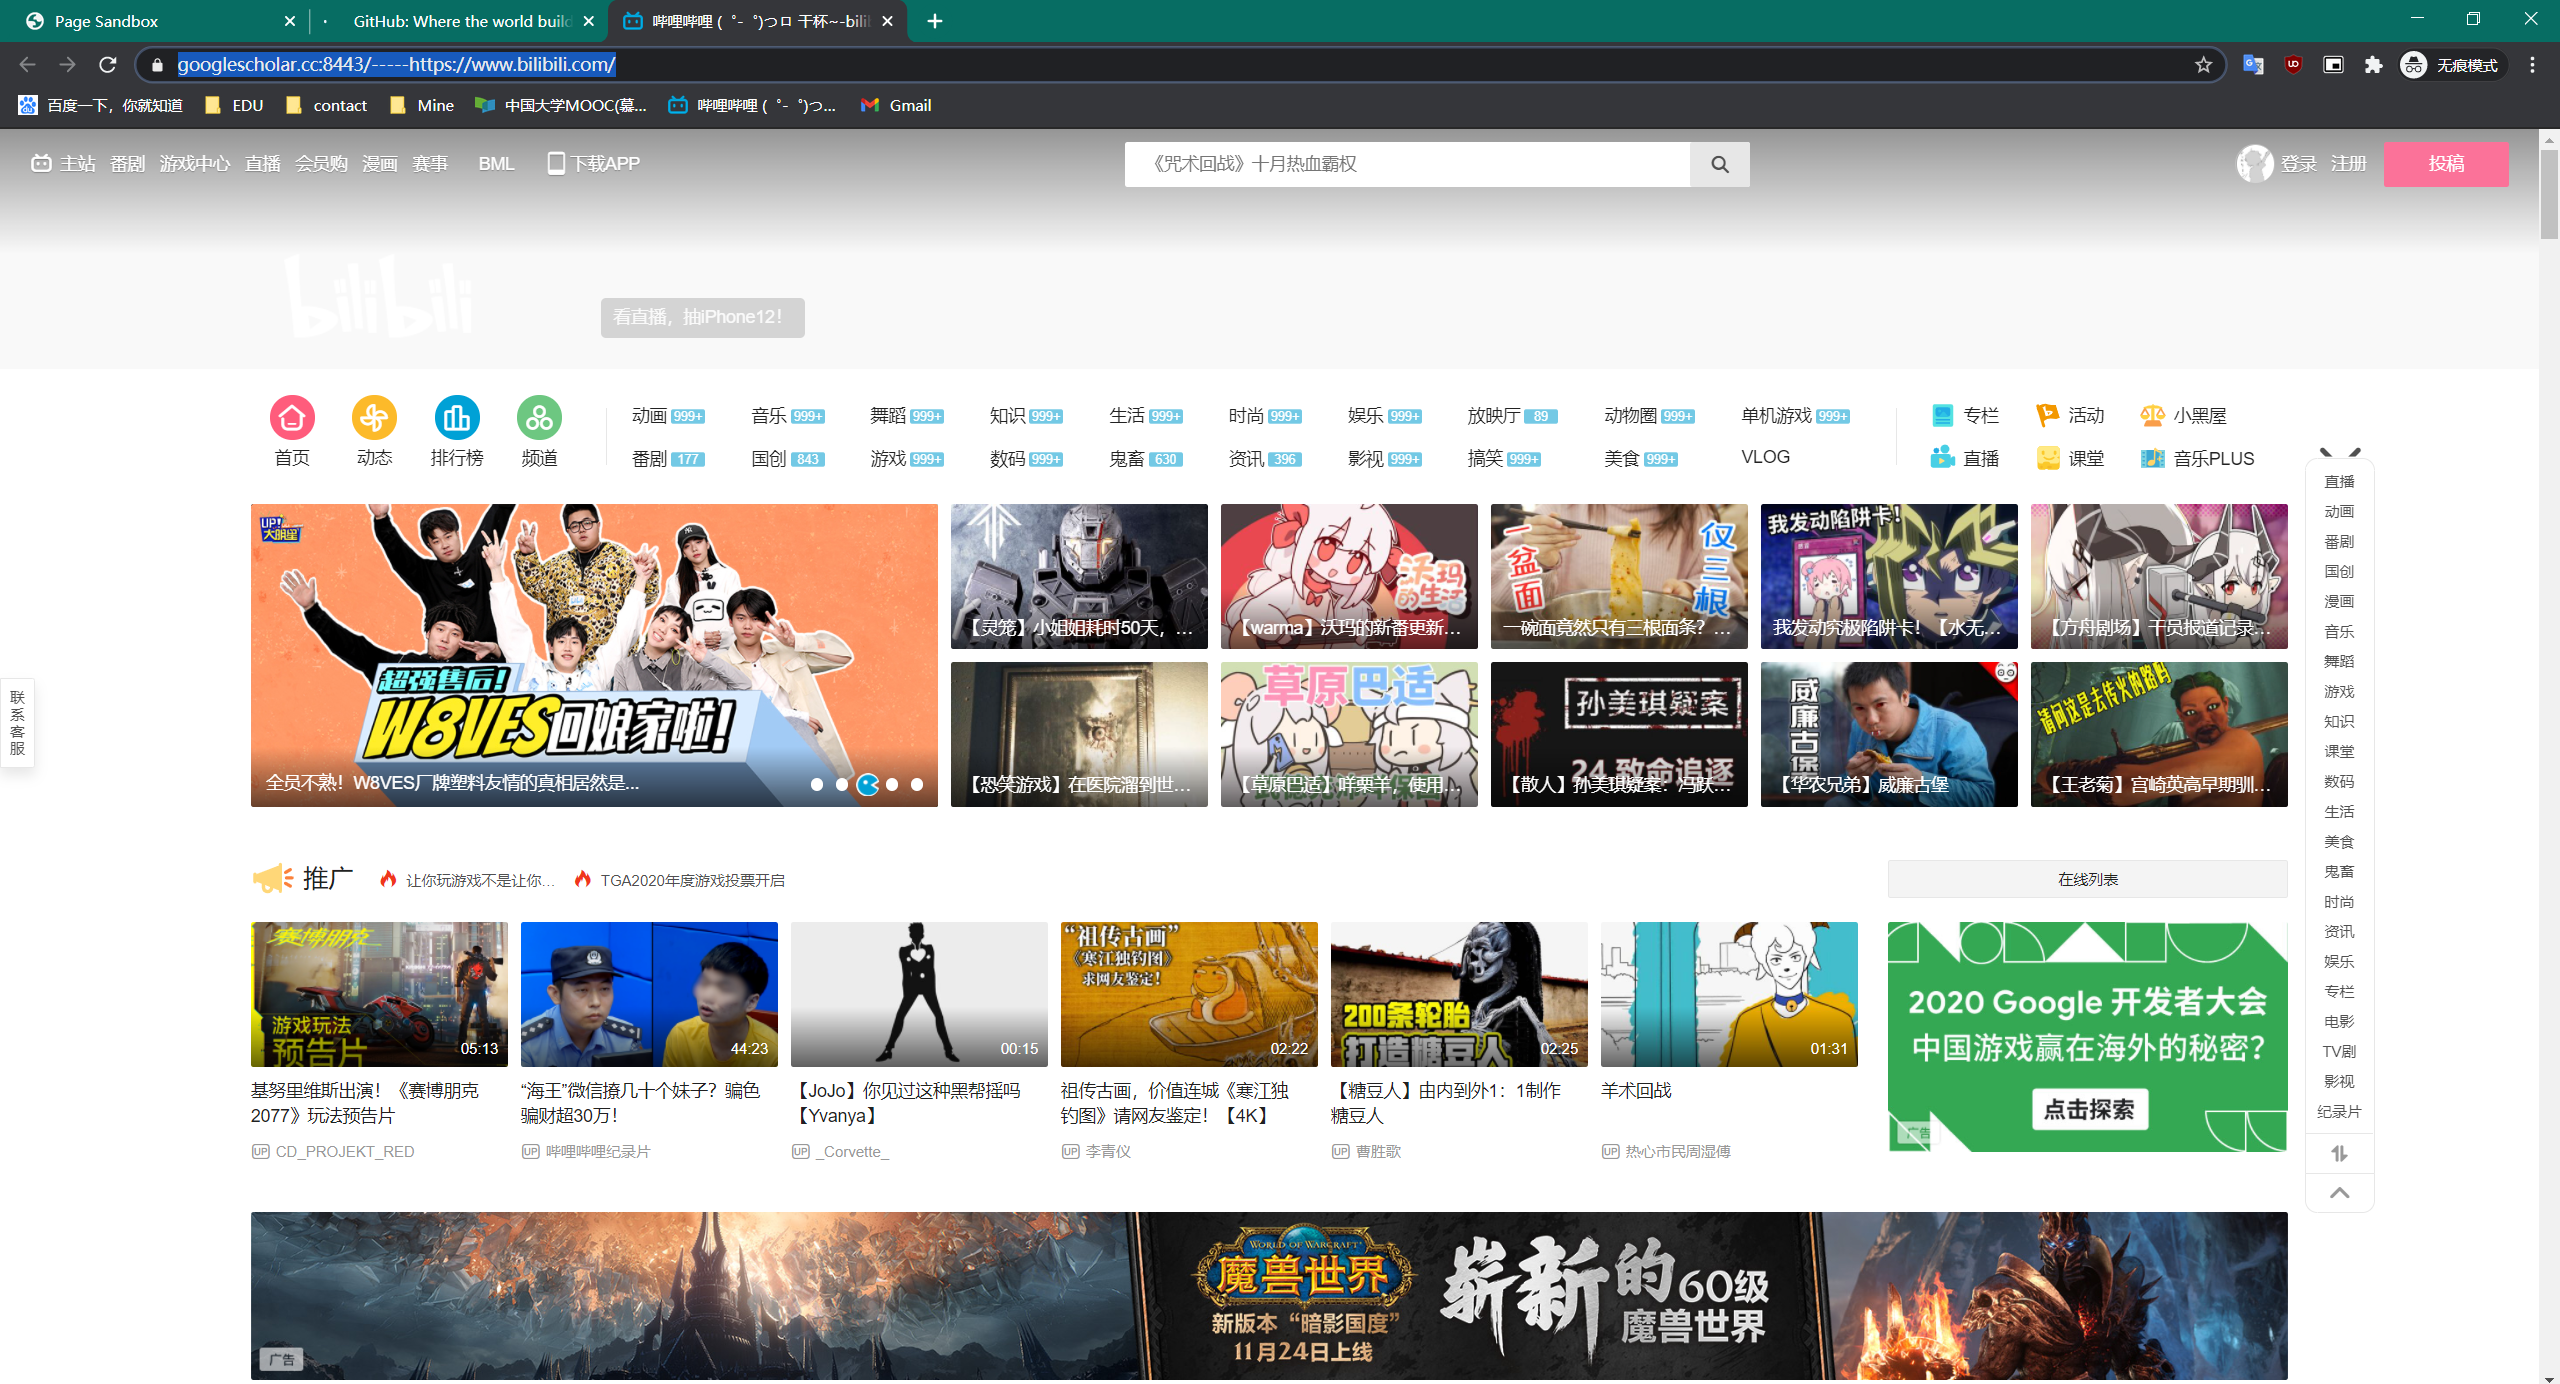 Page Sandbox
GitHub: Where the world build
哔哩哔哩 (゜-゜)つロ 干杯~-bili
googlescholar.cc:8443/-----https://www.bilibili.com/
无痕模式
百度一下，你就知道
EDU
contact
Mine
中国大学MOOC(慕...
哔哩哔哩 (゜-゜)つ...
Gmail
主站 番剧 游戏中心 直播 会员购 漫画 赛事 BML 下载APP
《咒术回战》十月热血霸权
登录 注册 投稿
bilibili
看直播，抽iPhone12！
首页 动态 排行榜 频道
动画 999+ 音乐 999+ 舞蹈 999+ 知识 999+ 生活 999+ 时尚 999+ 娱乐 999+ 放映厅 89 动物圈 999+ 单机游戏 999+
番剧 177 国创 843 游戏 999+ 数码 999+ 鬼畜 630 资讯 396 影视 999+ 搞笑 999+ 美食 999+ VLOG
专栏 活动 小黑屋
直播 课堂 音乐PLUS
UP!
大明星
超强售后！
W8VES回娘家啦！
全员不熟！W8VES厂牌塑料友情的真相居然是...
【灵笼】小姐姐耗时50天，...
沃玛
的生活
【warma】沃玛的新番更新...
一盆面
仅三根
一碗面竟然只有三根面条？...
我发动陷阱卡！
我发动究极陷阱卡！【水无...
【方舟剧场】干员报道记录...
【恐笑游戏】在医院溜到世...
草原巴适
【草原巴适】咩栗羊，使用...
孙美琪疑案
24 致命追逐
【散人】孙美琪疑案：冯跃...
威廉古堡
【华农兄弟】威廉古堡
请问这是去传火的路吗
【王老菊】宫崎英高早期驯...
联系客服
推广
让你玩游戏不是让你...
TGA2020年度游戏投票开启
在线列表
赛博朋克
游戏玩法
预告片
05:13
基努里维斯出演！《赛博朋克
2077》玩法预告片
UP CD_PROJEKT_RED
44:23
“海王”微信撩几十个妹子？骗色
骗财超30万！
UP 哔哩哔哩纪录片
00:15
【JoJo】你见过这种黑帮摇吗
【Yvanya】
UP _Corvette_
“祖传古画”
《寒江独钓图》
求网友鉴定！
02:22
祖传古画，价值连城《寒江独
钓图》请网友鉴定！【4K】
UP 李青仪
200条轮胎
打造糖豆人
02:25
【糖豆人】由内到外1：1制作
糖豆人
UP 曹胜歌
01:31
羊术回战
UP 热心市民周湿傅
2020 Google 开发者大会
中国游戏赢在海外的秘密？
点击探索
广告
直播
动画
番剧
国创
漫画
音乐
舞蹈
游戏
知识
课堂
数码
生活
美食
鬼畜
时尚
资讯
娱乐
专栏
电影
TV剧
影视
纪录片
WORLD OF WARCRAFT
魔兽世界
新版本“暗影国度”
11月24日上线
崭新的60级
魔兽世界
广告